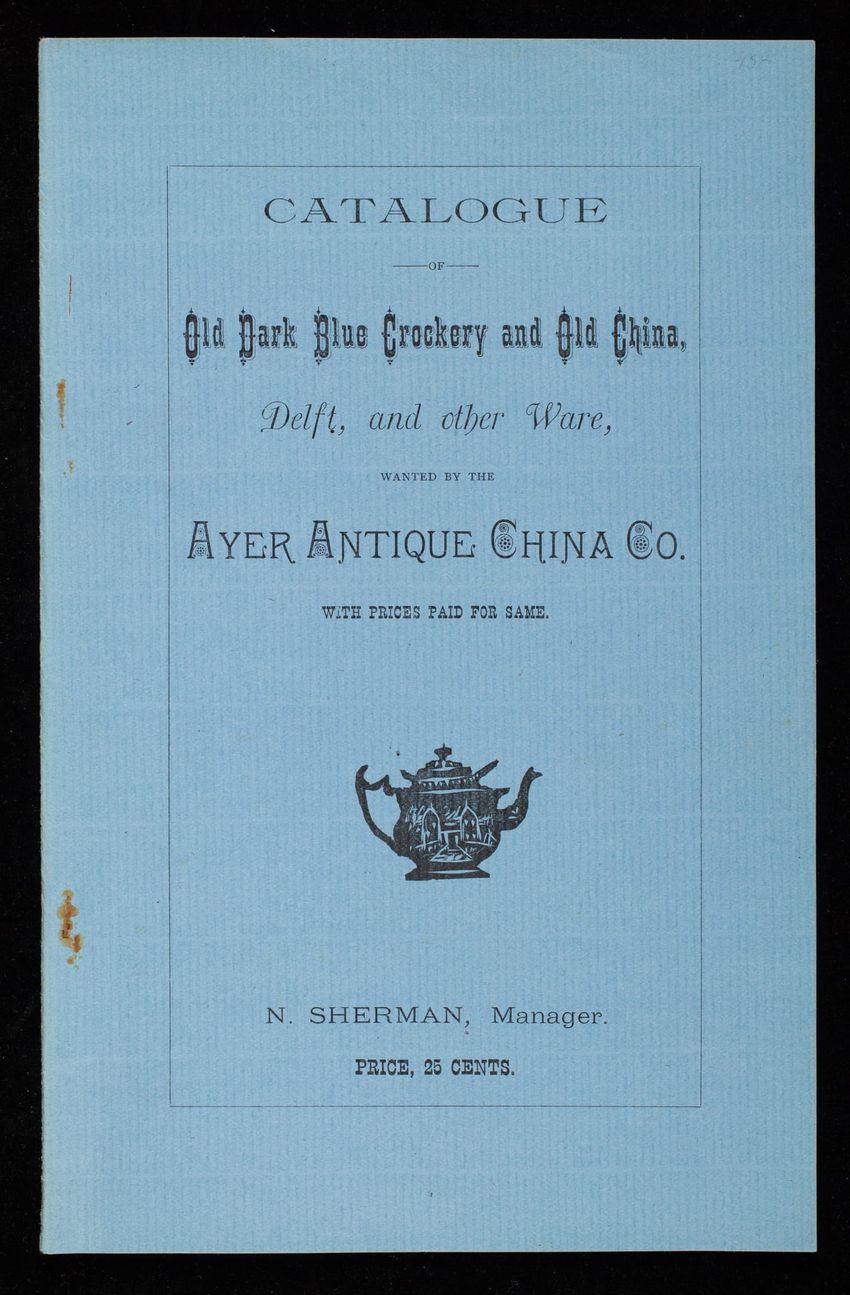 CATALOGUE
OF
Old Dark Blue Crockery and Old China,
Delft, and other Ware,
WANTED BY THE
AYER ANTIQUE CHINA CO.
WITH PRICES PAID FOR SAME.
N. SHERMAN, Manager.
PRICE, 25 CENTS.